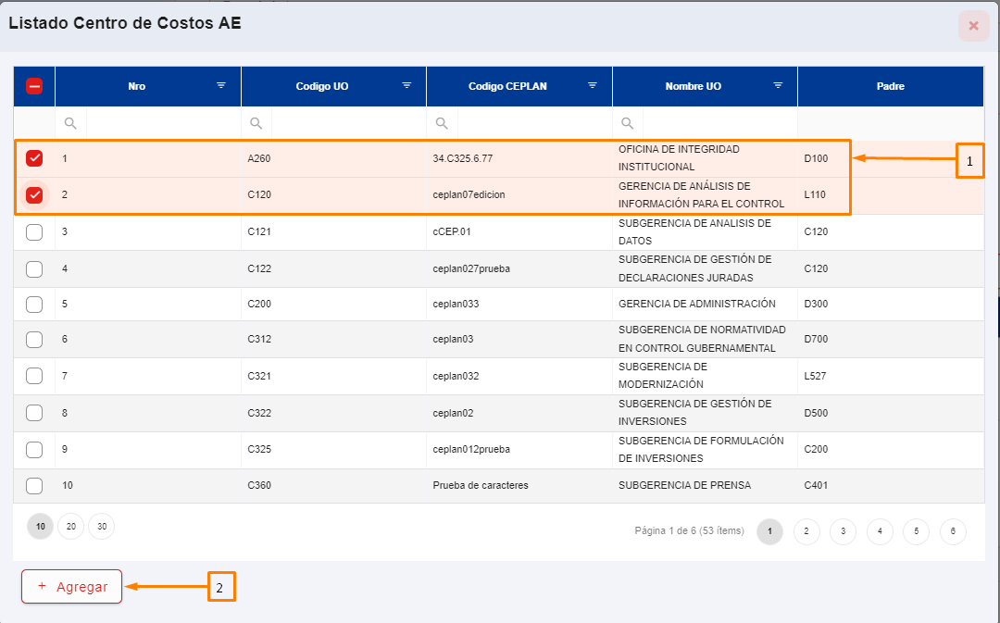 Listado Centro de Costos AE
Nro Codigo UO Codigo CEPLAN Nombre UO Padre
1 A260 34.C325.6.77 OFICINA DE INTEGRIDAD
INSTITUCIONAL D100
1
2 C120 ceplan07edicion GERENCIA DE ANÁLISIS DE
INFORMACIÓN PARA EL CONTROL L110
3 C121 cCEP.01 SUBGERENCIA DE ANALISIS DE
DATOS C120
4 C122 ceplan027prueba SUBGERENCIA DE GESTIÓN DE
DECLARACIONES JURADAS C120
5 C200 ceplan033 GERENCIA DE ADMINISTRACIÓN D300
6 C312 ceplan03 SUBGERENCIA DE NORMATIVIDAD
EN CONTROL GUBERNAMENTAL D700
7 C321 ceplan032 SUBGERENCIA DE
MODERNIZACIÓN L527
8 C322 ceplan02 SUBGERENCIA DE GESTIÓN DE
INVERSIONES D500
9 C325 ceplan012prueba SUBGERENCIA DE FORMULACIÓN
DE INVERSIONES C200
10 C360 Prueba de caracteres SUBGERENCIA DE PRENSA C401
10 20 30 Página 1 de 6 (53 ítems) 1 2 3 4 5 6
+ Agregar 2